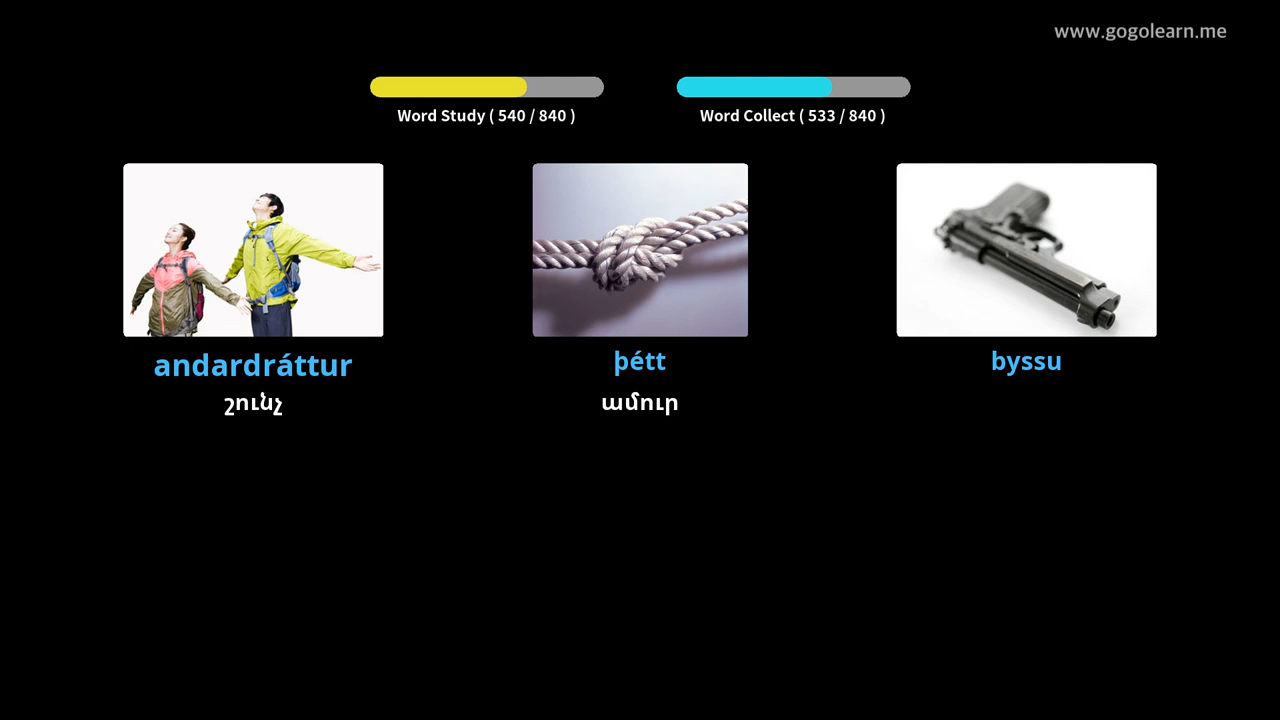 www.gogolearn.me
Word Study ( 540 / 840 )
Word Collect ( 533 / 840 )
andardráttur
þétt
byssu
շունչ
ամուր